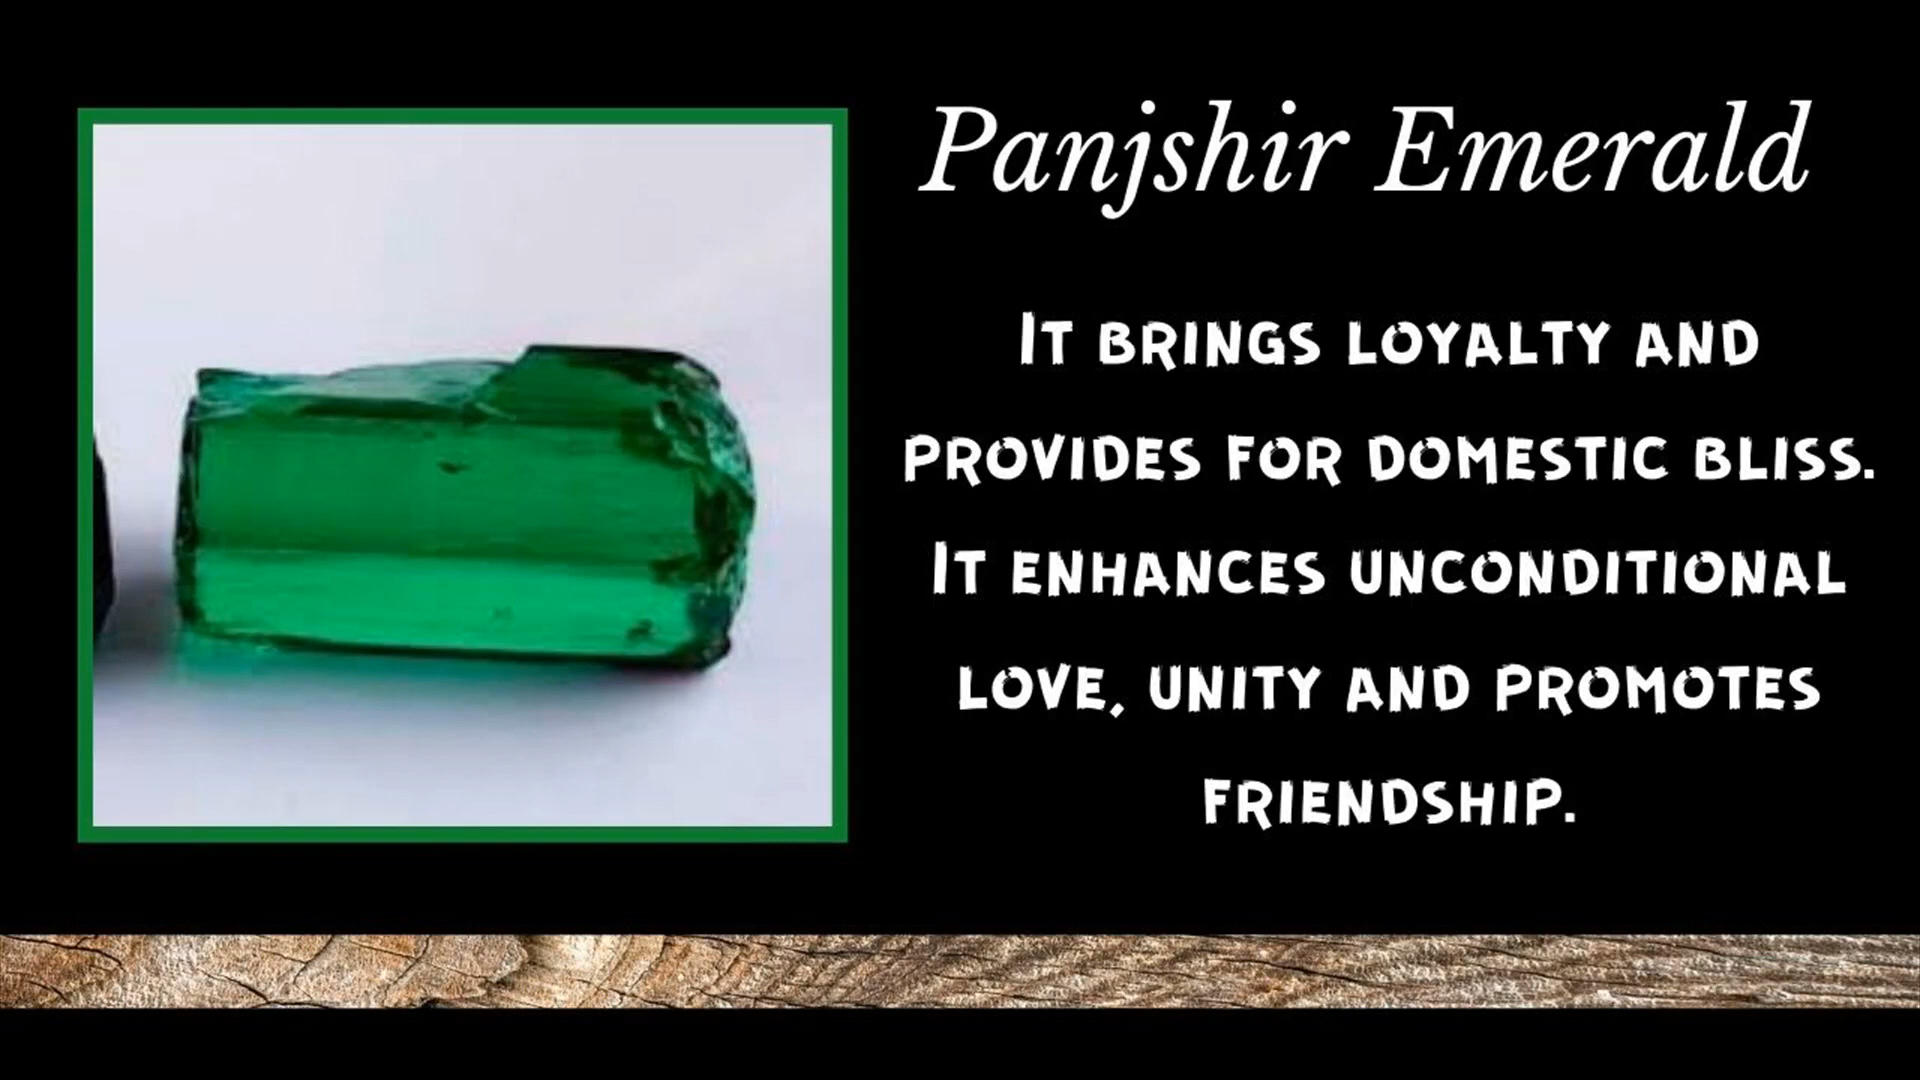 Panjshir Emerald
It brings loyalty and
provides for domestic bliss.
It enhances unconditional
love, unity and promotes
friendship.